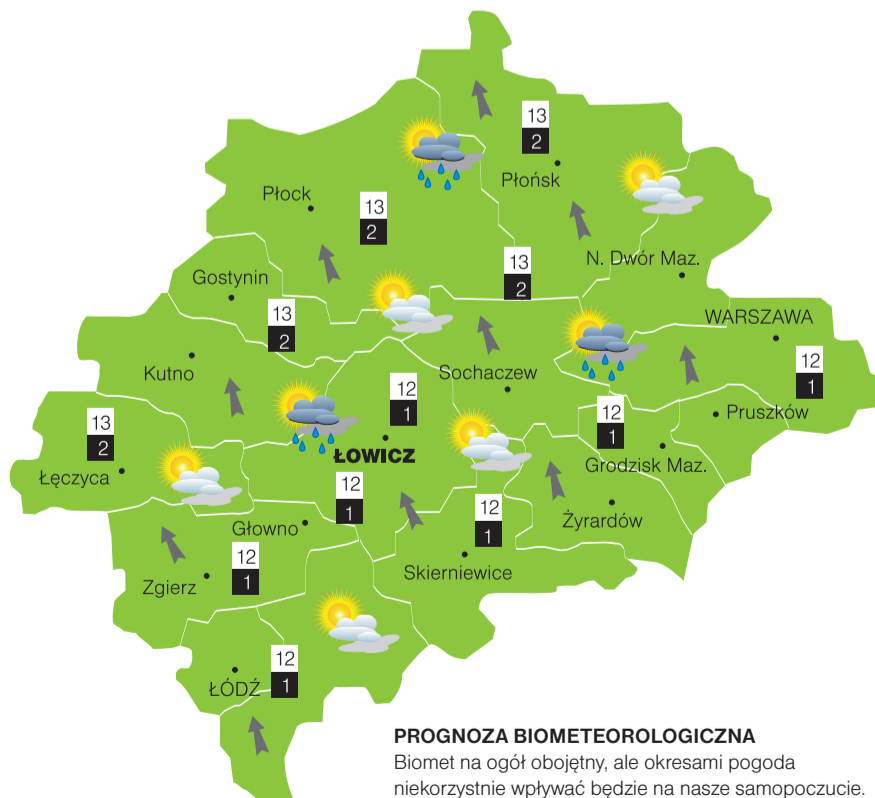 13
2
Płońsk
Płock
13
2
N. Dwór Maz.
13
2
Gostynin
13
2
WARSZAWA
Kutno
Sochaczew
12
1
12
1
13
2
Łęczyca
ŁOWICZ
12
1
Pruszków
Grodzisk Maz.
12
1
Głowno
12
1
Żyrardów
Skierniewice
12
1
Zgierz
12
1
ŁÓDŹ
PROGNOZA BIOMETEOROLOGICZNA
Biomet na ogół obojętny, ale okresami pogoda
niekorzystnie wpływać będzie na nasze samopoczucie.